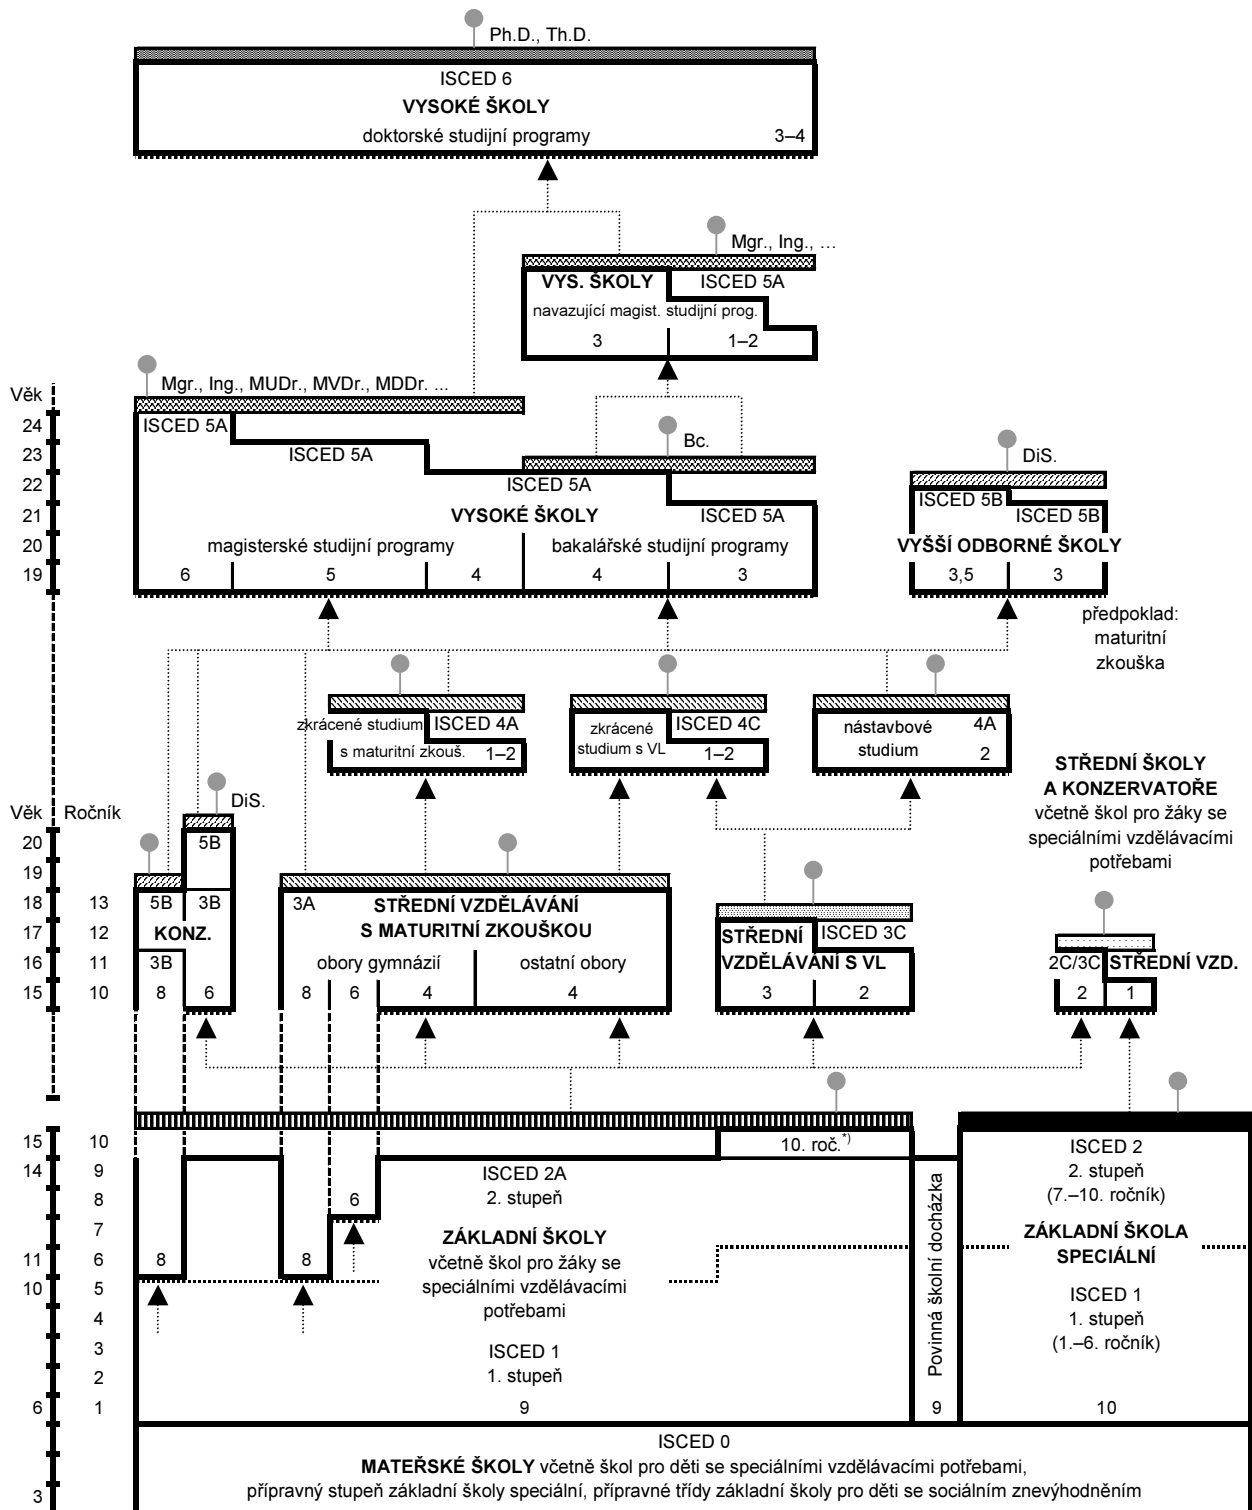 Ph.D., Th.D.
ISCED 6
VYSOKÉ ŠKOLY
doktorské studijní programy 3–4
Mgr., Ing., …
VYS. ŠKOLY ISCED 5A
navazující magist. studijní prog.
3 1–2
Mgr., Ing., MUDr., MVDr., MDDr. ...
Věk
24
23
22
21
20
19
ISCED 5A
ISCED 5A
Bc.
ISCED 5A
ISCED 5A
VYSOKÉ ŠKOLY
magisterské studijní programy
bakalářské studijní programy
6 5 4 4 3
DiS.
ISCED 5B
ISCED 5B
VYŠŠÍ ODBORNÉ ŠKOLY
3,5 3
předpoklad:
maturitní
zkouška
zkrácené studium ISCED 4A
s maturitní zkouš. 1–2
zkrácené
studium s VL
ISCED 4C
1–2
nástavbové
studium
4A
2
STŘEDNÍ ŠKOLY
A KONZERVATOŘE
včetně škol pro žáky se
speciálními vzdělávacími
potřebami
Věk Ročník
20
19
18 13
17 12
16 11
15 10
DiS.
5B
5B 3B
KONZ.
3B
8 6
3A
STŘEDNÍ VZDĚLÁVÁNÍ
S MATURITNÍ ZKOUŠKOU
obory gymnázií ostatní obory
8 6 4 4
STŘEDNÍ ISCED 3C
VZDĚLÁVÁNÍ S VL
3 2
2C/3C STŘEDNÍ VZD.
2 1
15 10
14 9
8
7
11 6
10 5
4
3
2
6 1
3
10. roč.*)
ISCED 2A
2. stupeň
6
8 8
ZÁKLADNÍ ŠKOLY
včetně škol pro žáky se
speciálními vzdělávacími
potřebami
ISCED 1
1. stupeň
9
Povinná školní docházka
9
ISCED 2
2. stupeň
(7.–10. ročník)
ZÁKLADNÍ ŠKOLA
SPECIÁLNÍ
ISCED 1
1. stupeň
(1.–6. ročník)
10
ISCED 0
MATEŘSKÉ ŠKOLY včetně škol pro děti se speciálními vzdělávacími potřebami,
přípravný stupeň základní školy speciální, přípravné třídy základní školy pro děti se sociálním znevýhodněním